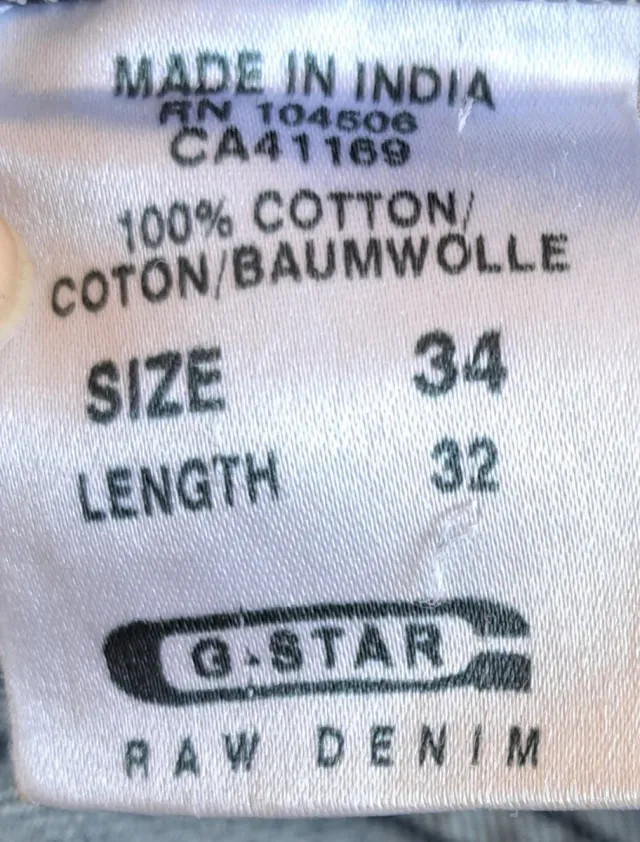 MADE IN INDIA
RN 104506
CA41169
100% COTTON/
COTON/BAUMWOLLE
SIZE 34
LENGTH 32
G-STAR
RAW DENIM